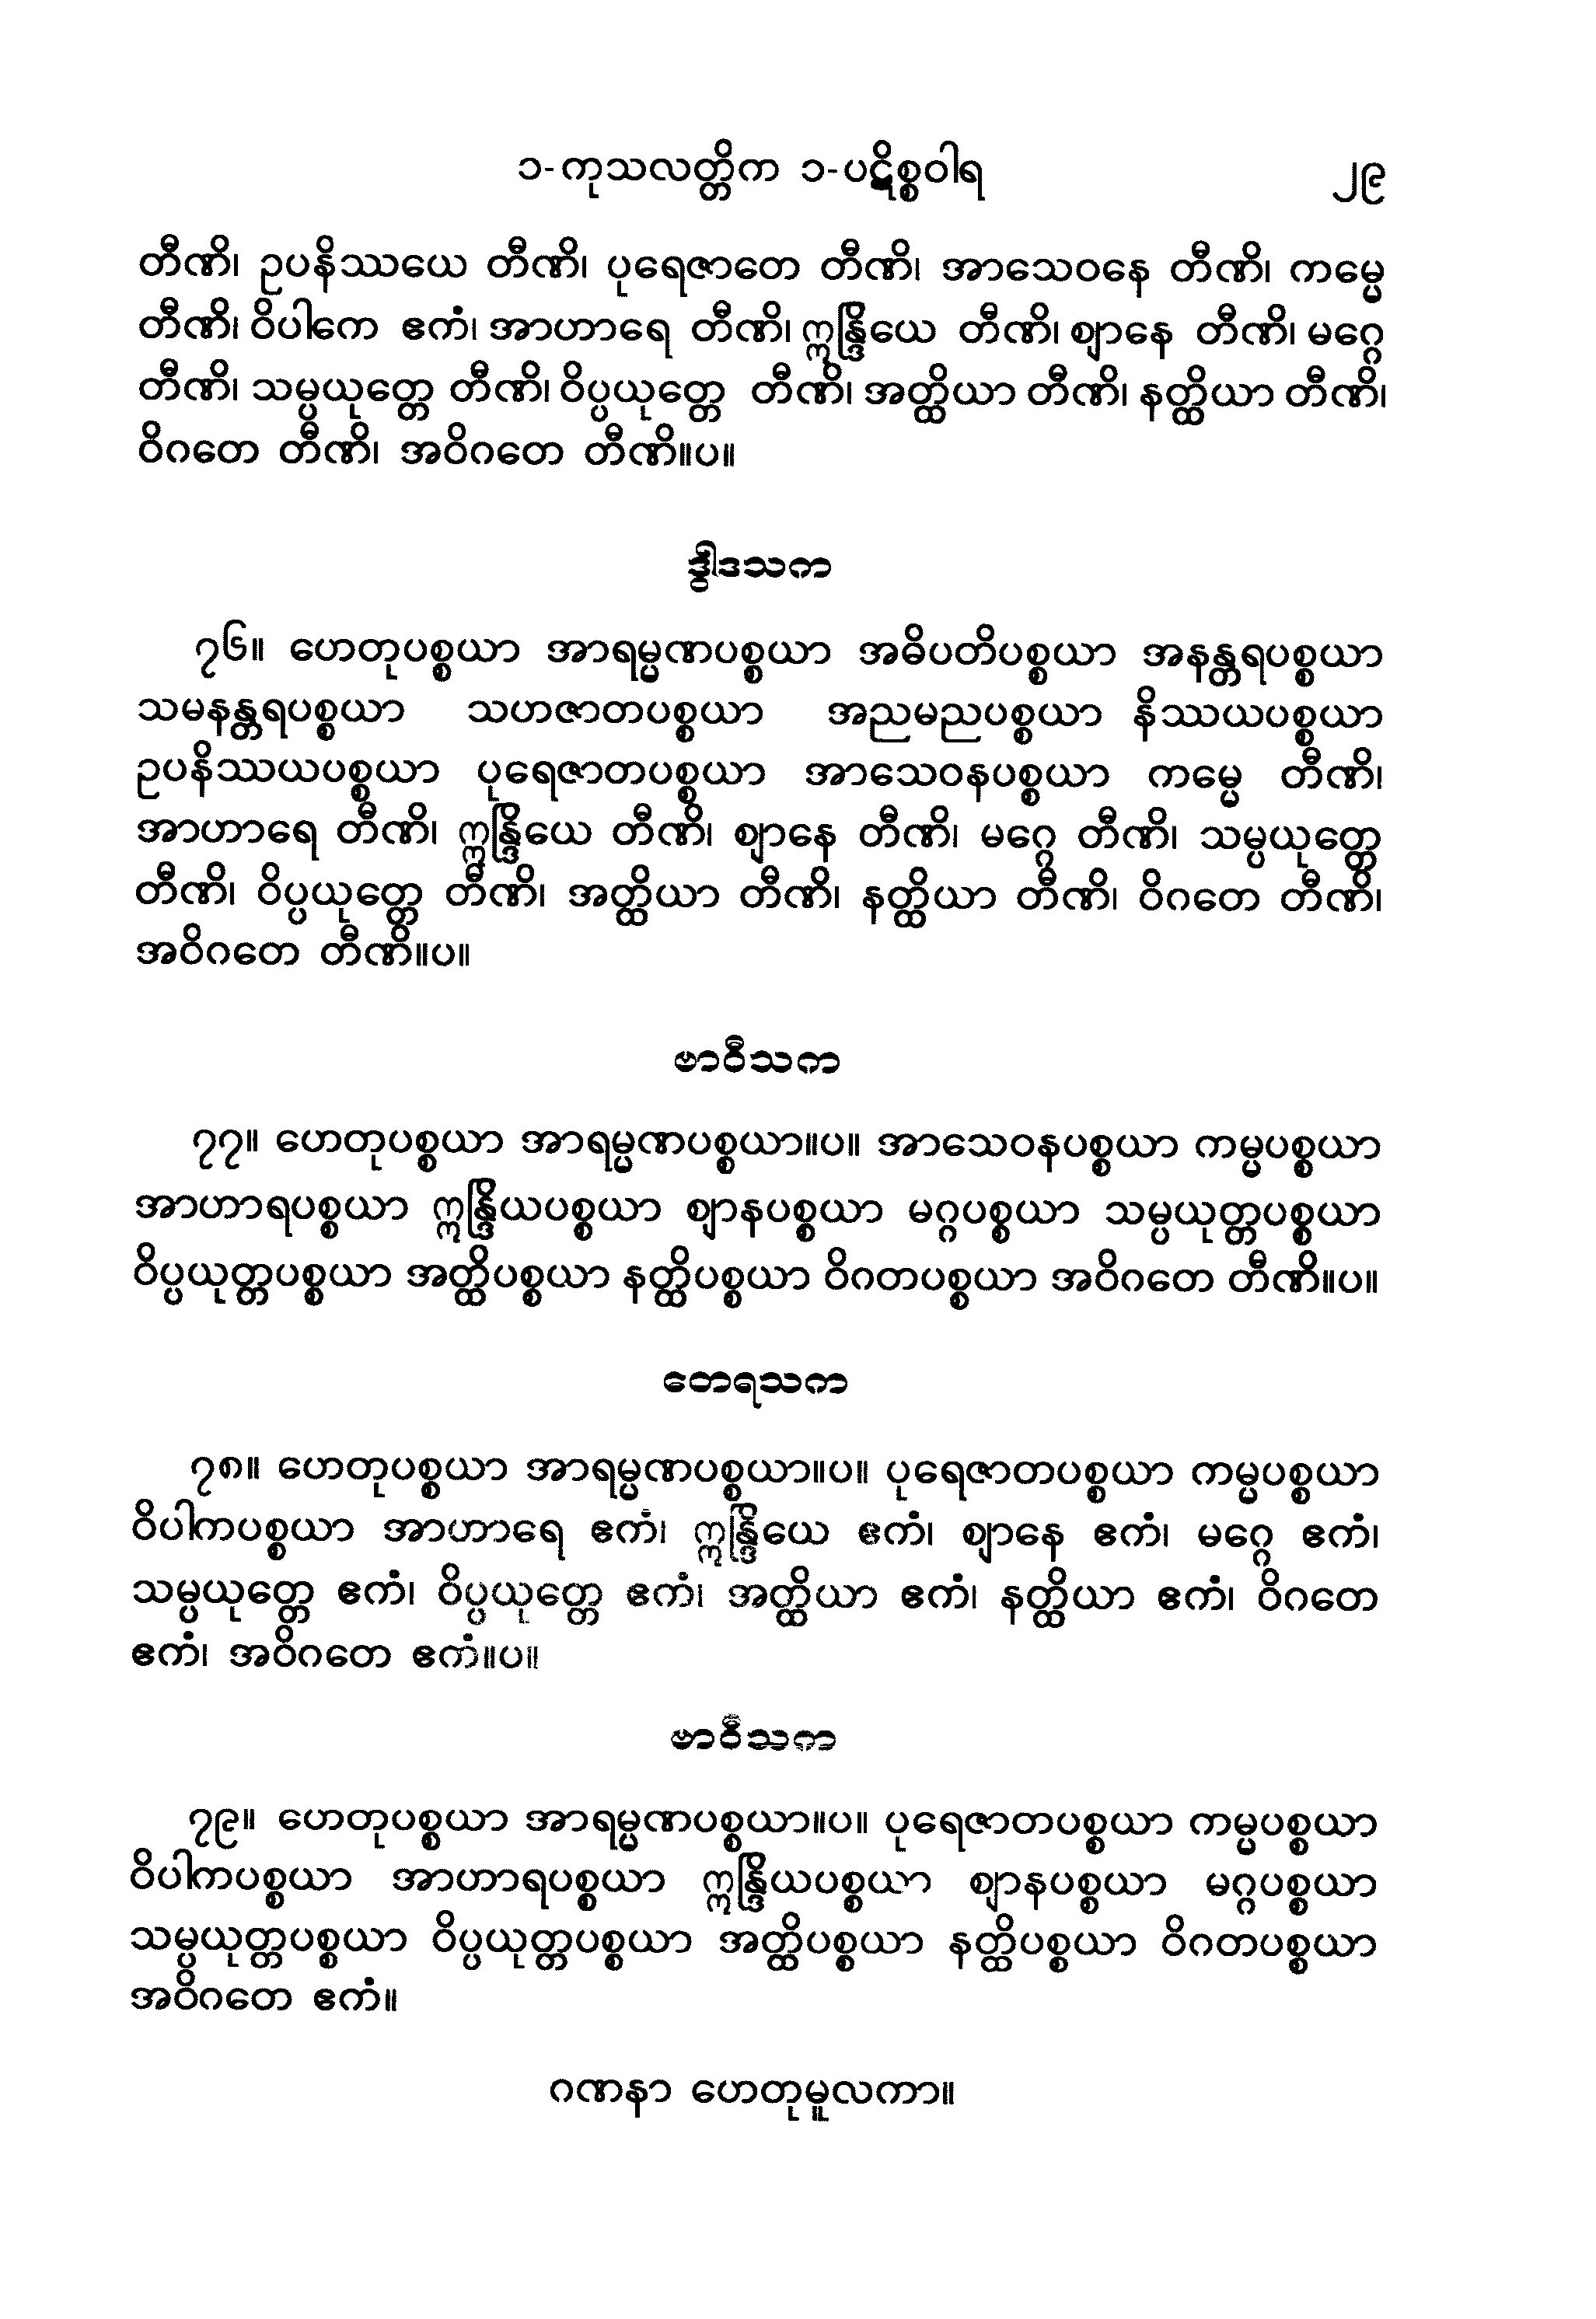 ၁-ကုသလတ္တိက ၁-ပဋိစ္စဝါရ ၂၉
တီဏိ၊ ဥပနိဿယေ တီဏိ၊ ပုရေဇာတေ တီဏိ၊ အာသေဝနေ တီဏိ၊ ကမ္မေ
တီဏိ၊ ဝိပါကေ ဧကံ၊ အာဟာရေ တီဏိ၊ ဣန္ဒြိယေ တီဏိ၊ ဈာနေ တီဏိ၊ မဂ္ဂေ
တီဏိ၊ သမ္ပယုတ္တေ တီဏိ၊ ဝိပ္ပယုတ္တေ တီဏိ၊ အတ္ထိယာ တီဏိ၊ နတ္ထိယာ တီဏိ၊
ဝိဂတေ တီဏိ၊ အဝိဂတေ တီဏိ။ပ။
ဒွါဒသက
၇၆။ ဟေတုပစ္စယာ အာရမ္မဏပစ္စယာ အဓိပတိပစ္စယာ အနန္တရပစ္စယာ
သမနန္တရပစ္စယာ သဟဇာတပစ္စယာ အညမညပစ္စယာ နိဿယပစ္စယာ
ဥပနိဿယပစ္စယာ ပုရေဇာတပစ္စယာ အာသေဝနပစ္စယာ ကမ္မေ တီဏိ၊
အာဟာရေ တီဏိ၊ ဣန္ဒြိယေ တီဏိ၊ ဈာနေ တီဏိ၊ မဂ္ဂေ တီဏိ၊ သမ္ပယုတ္တေ
တီဏိ၊ ဝိပ္ပယုတ္တေ တီဏိ၊ အတ္ထိယာ တီဏိ၊ နတ္ထိယာ တီဏိ၊ ဝိဂတေ တီဏိ၊
အဝိဂတေ တီဏိ။ပ။
ဗာဝီသက
၇၇။ ဟေတုပစ္စယာ အာရမ္မဏပစ္စယာ။ပ။ အာသေဝနပစ္စယာ ကမ္မပစ္စယာ
အာဟာရပစ္စယာ ဣန္ဒြိယပစ္စယာ ဈာနပစ္စယာ မဂ္ဂပစ္စယာ သမ္ပယုတ္တပစ္စယာ
ဝိပ္ပယုတ္တပစ္စယာ အတ္ထိပစ္စယာ နတ္ထိပစ္စယာ ဝိဂတပစ္စယာ အဝိဂတေ တီဏိ။ပ။
တေရသက
၇၈။ ဟေတုပစ္စယာ အာရမ္မဏပစ္စယာ။ပ။ ပုရေဇာတပစ္စယာ ကမ္မပစ္စယာ
ဝိပါကပစ္စယာ အာဟာရေ ဧကံ၊ ဣန္ဒြိယေ ဧကံ၊ ဈာနေ ဧကံ၊ မဂ္ဂေ ဧကံ၊
သမ္ပယုတ္တေ ဧကံ၊ ဝိပ္ပယုတ္တေ ဧကံ၊ အတ္ထိယာ ဧကံ၊ နတ္ထိယာ ဧကံ၊ ဝိဂတေ
ဧကံ၊ အဝိဂတေ ဧကံ။ပ။
ဗာဝီသက
၇၉။ ဟေတုပစ္စယာ အာရမ္မဏပစ္စယာ။ပ။ ပုရေဇာတပစ္စယာ ကမ္မပစ္စယာ
ဝိပါကပစ္စယာ အာဟာရပစ္စယာ ဣန္ဒြိယပစ္စယာ ဈာနပစ္စယာ မဂ္ဂပစ္စယာ
သမ္ပယုတ္တပစ္စယာ ဝိပ္ပယုတ္တပစ္စယာ အတ္ထိပစ္စယာ နတ္ထိပစ္စယာ ဝိဂတပစ္စယာ
အဝိဂတေ ဧကံ။
ဂဏနာ ဟေတုမူလကာ။